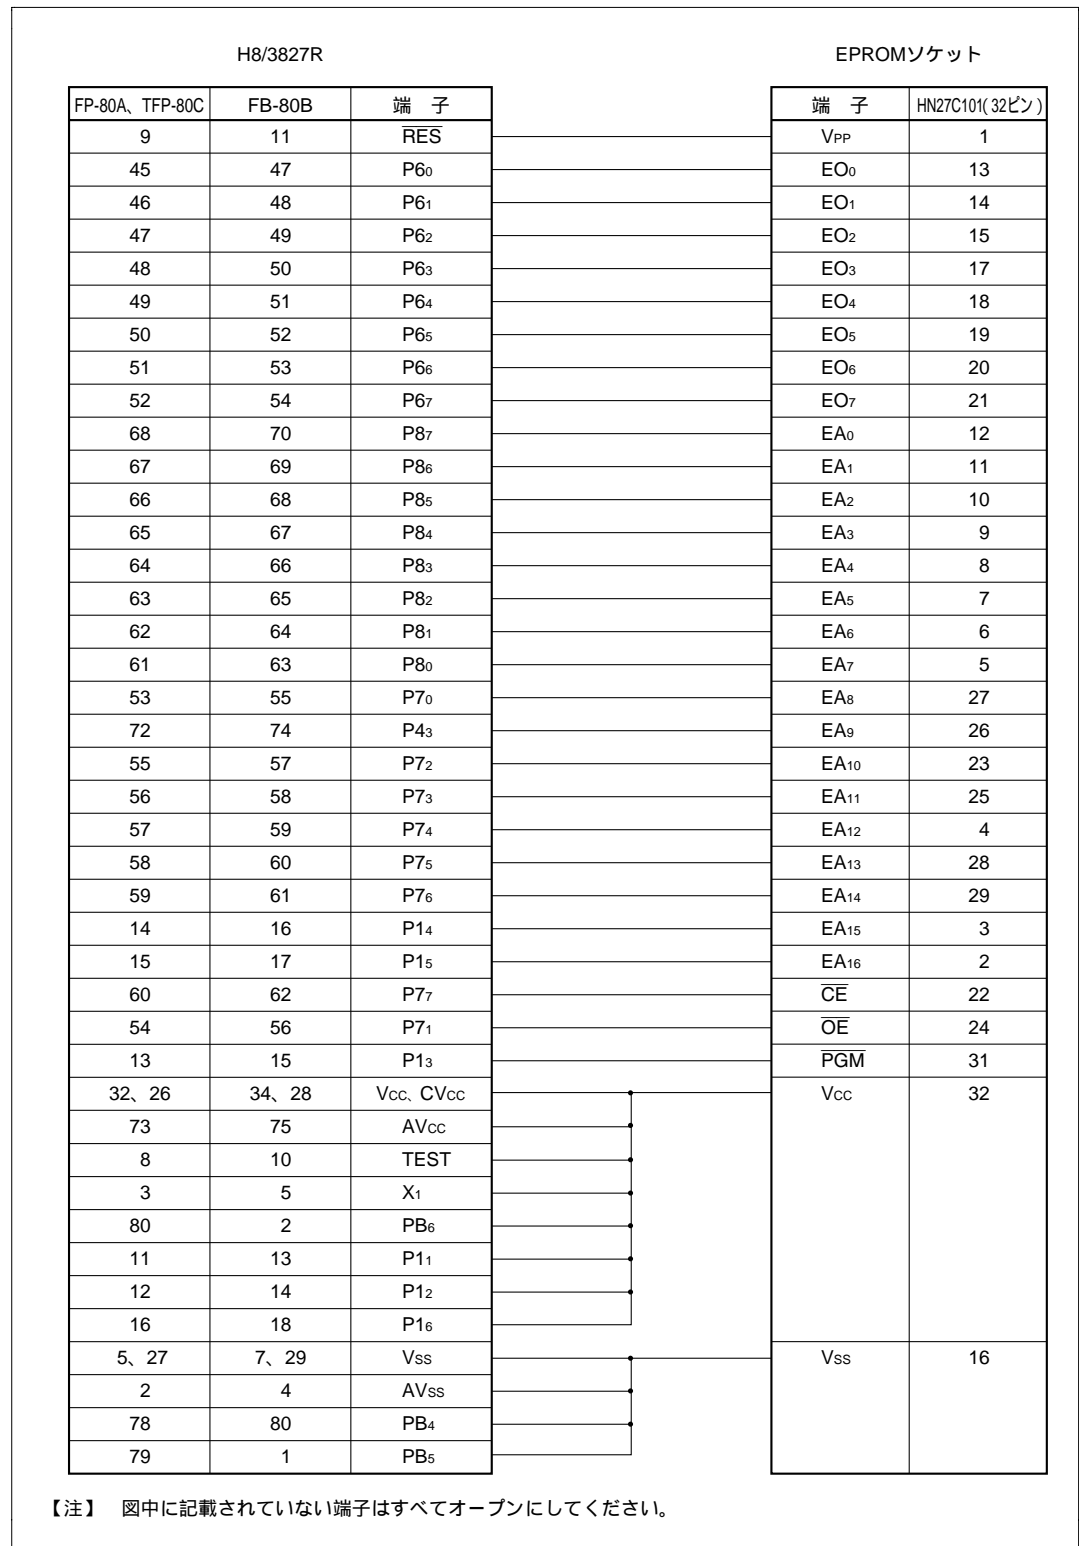 H8/3827R EPROMソケット
FP-80A、TFP-80C FB-80B 端 子 端 子 HN27C101(32ピン)
9 11 RES VPP 1
45 47 P60 EO0 13
46 48 P61 EO1 14
47 49 P62 EO2 15
48 50 P63 EO3 17
49 51 P64 EO4 18
50 52 P65 EO5 19
51 53 P66 EO6 20
52 54 P67 EO7 21
68 70 P87 EA0 12
67 69 P86 EA1 11
66 68 P85 EA2 10
65 67 P84 EA3 9
64 66 P83 EA4 8
63 65 P82 EA5 7
62 64 P81 EA6 6
61 63 P80 EA7 5
53 55 P70 EA8 27
72 74 P43 EA9 26
55 57 P72 EA10 23
56 58 P73 EA11 25
57 59 P74 EA12 4
58 60 P75 EA13 28
59 61 P76 EA14 29
14 16 P14 EA15 3
15 17 P15 EA16 2
60 62 P77 CE 22
54 56 P71 OE 24
13 15 P13 PGM 31
32、26 34、28 VCC、CVCC VCC 32
73 75 AVCC
8 10 TEST
3 5 X1
80 2 PB6
11 13 P11
12 14 P12
16 18 P16
5、27 7、29 VSS VSS 16
2 4 AVSS
78 80 PB4
79 1 PB5
【注】 図中に記載されていない端子はすべてオープンにしてください。